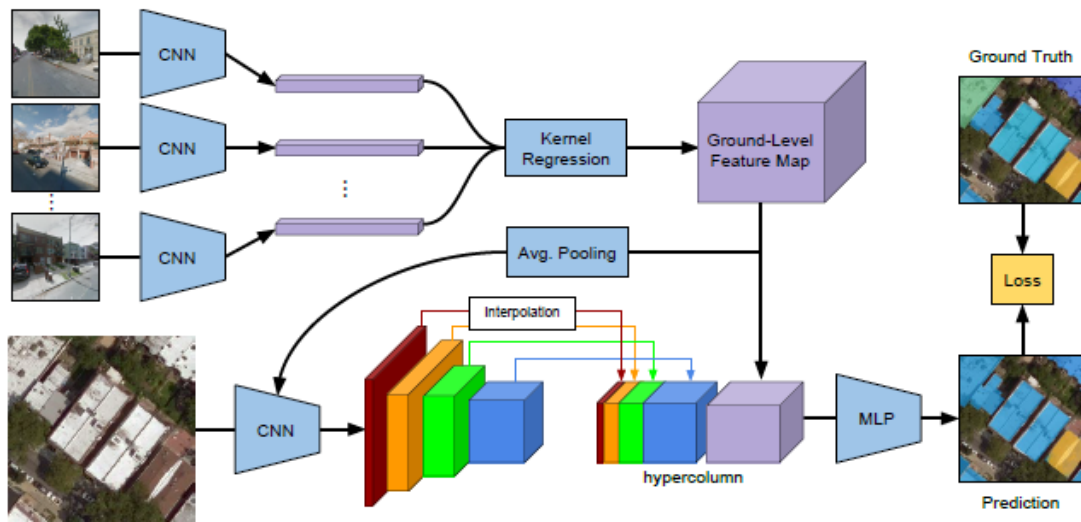 CNN
Ground Truth
CNN
Kernel
Regression
Ground-Level
Feature Map
CNN
Avg. Pooling
Loss
Interpolation
CNN
MLP
hypercolumn
Prediction